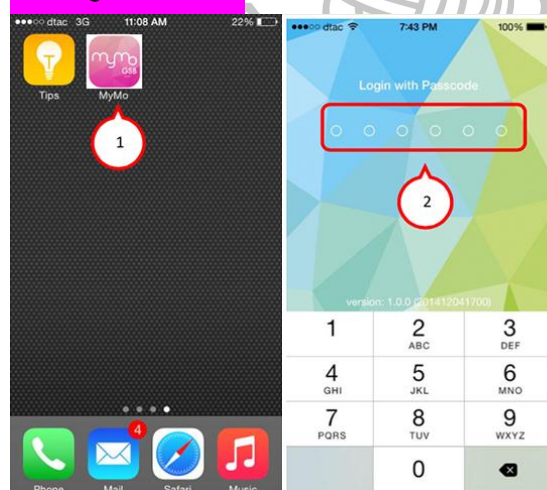 dtac 3G 11:08 AM 22%
mymo
GSB
Tips MyMo
1
4
Phone Mail Safari Music
dtac 7:43 PM 100%
Login with Passcode
2
version: 1.0.0 (201412041700)
1 2 3
ABC DEF
4 5 6
GHI JKL MNO
7 8 9
PQRS TUV WXYZ
0